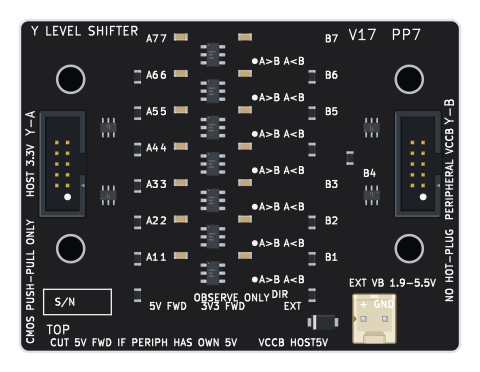 Y LEVEL SHIFTER
V17 PP7
A77
B7
A>B A<B
A66
B6
A>B A<B
A55
B5
A>B A<B
A44
A>B A<B
B4
A33
B3
A>B A<B
A22
B2
A>B A<B
A11
B1
A>B A<B
HOST 3.3V Y-A
CMOS PUSH-PULL ONLY
PERIPHERAL VCCB Y-B
NO HOT-PLUG
EXT VB 1.9-5.5V
+ GND
S/N
OBSERVE ONLY DIR
5V FWD 3V3 FWD EXT
TOP
CUT 5V FWD IF PERIPH HAS OWN 5V
VCCB HOST5V